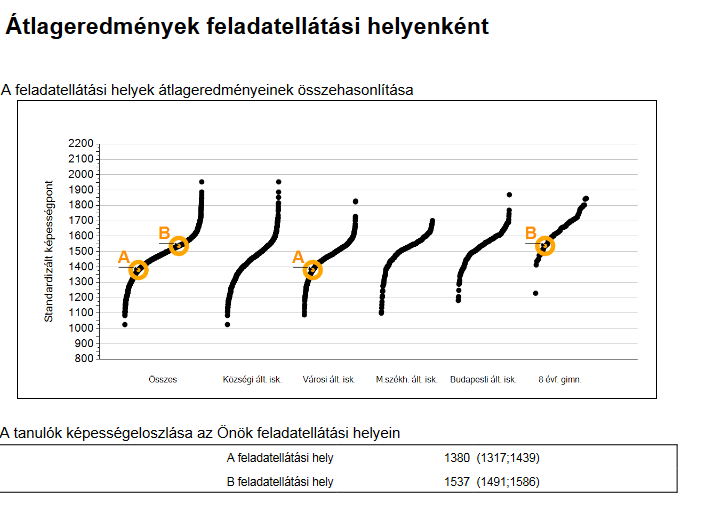 Átlageredmények feladatellátási helyenként
A feladatellátási helyek átlageredményeinek összehasonlítása
Standardizált képességpont
2200
2100
2000
1900
1800
1700
1600
1500
1400
1300
1200
1100
1000
900
800
A
B
A
B
Összes
Községi ált. isk.
Városi ált. isk.
M.székh. ált. isk.
Budapesti ált. isk.
8 évf. gimn.
A tanulók képességeloszlása az Önök feladatellátási helyein
A feladatellátási hely 1380 (1317;1439)
B feladatellátási hely 1537 (1491;1586)